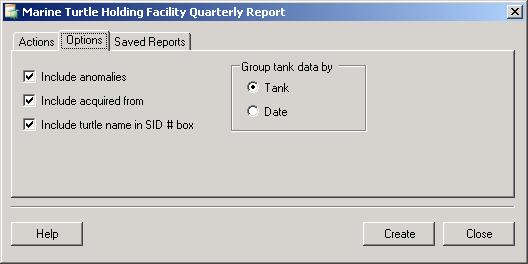 Marine Turtle Holding Facility Quarterly Report
Actions Options Saved Reports
Include anomalies
Include acquired from
Include turtle name in SID # box
Group tank data by
Tank
Date
Help Create Close